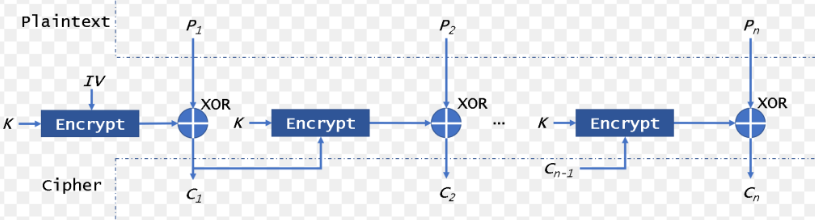 Plaintext P1 P2 Pn
IV
XOR XOR XOR
K Encrypt K Encrypt ... K Encrypt
Cn-1
Cipher
C1 C2 Cn